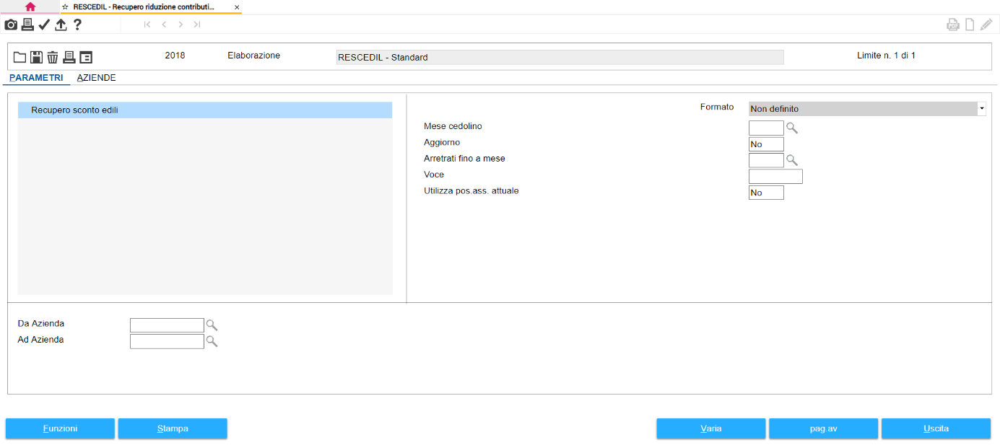 RESCEDIL - Recupero riduzione contributi...
2018 Elaborazione RESCEDIL - Standard Limite n. 1 di 1
PARAMETRI AZIENDE
Recupero sconto edili
Formato Non definito
Mese cedolino
Aggiorno No
Arretrati fino a mese
Voce
Utilizza pos.ass. attuale No
Da Azienda
Ad Azienda
Funzioni Stampa Varia pag.av Uscita